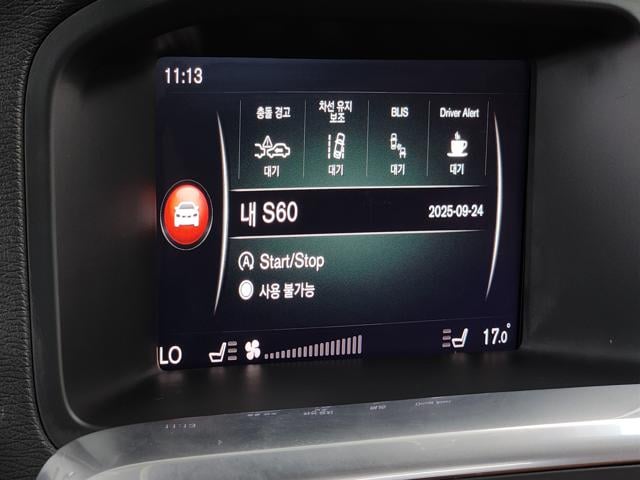 11:13
충돌 경고
차선 유지
보조
BLIS
Driver Alert
대기
대기
대기
대기
내 S60
2025-09-24
Start/Stop
사용 불가능
LO
17.0°